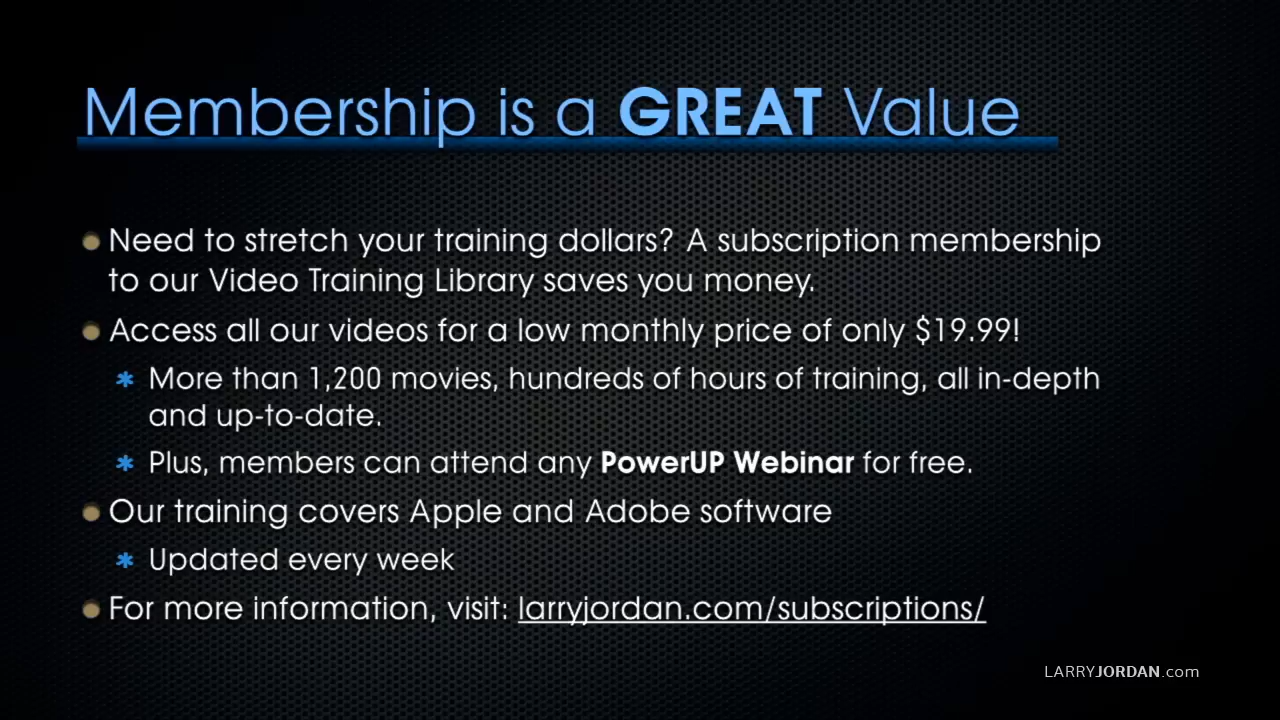 Membership is a GREAT Value
Need to stretch your training dollars? A subscription membership
to our Video Training Library saves you money.
Access all our videos for a low monthly price of only $19.99!
More than 1,200 movies, hundreds of hours of training, all in-depth
and up-to-date.
Plus, members can attend any PowerUP Webinar for free.
Our training covers Apple and Adobe software
Updated every week
For more information, visit: larryjordan.com/subscriptions/
LARRYJORDAN.com